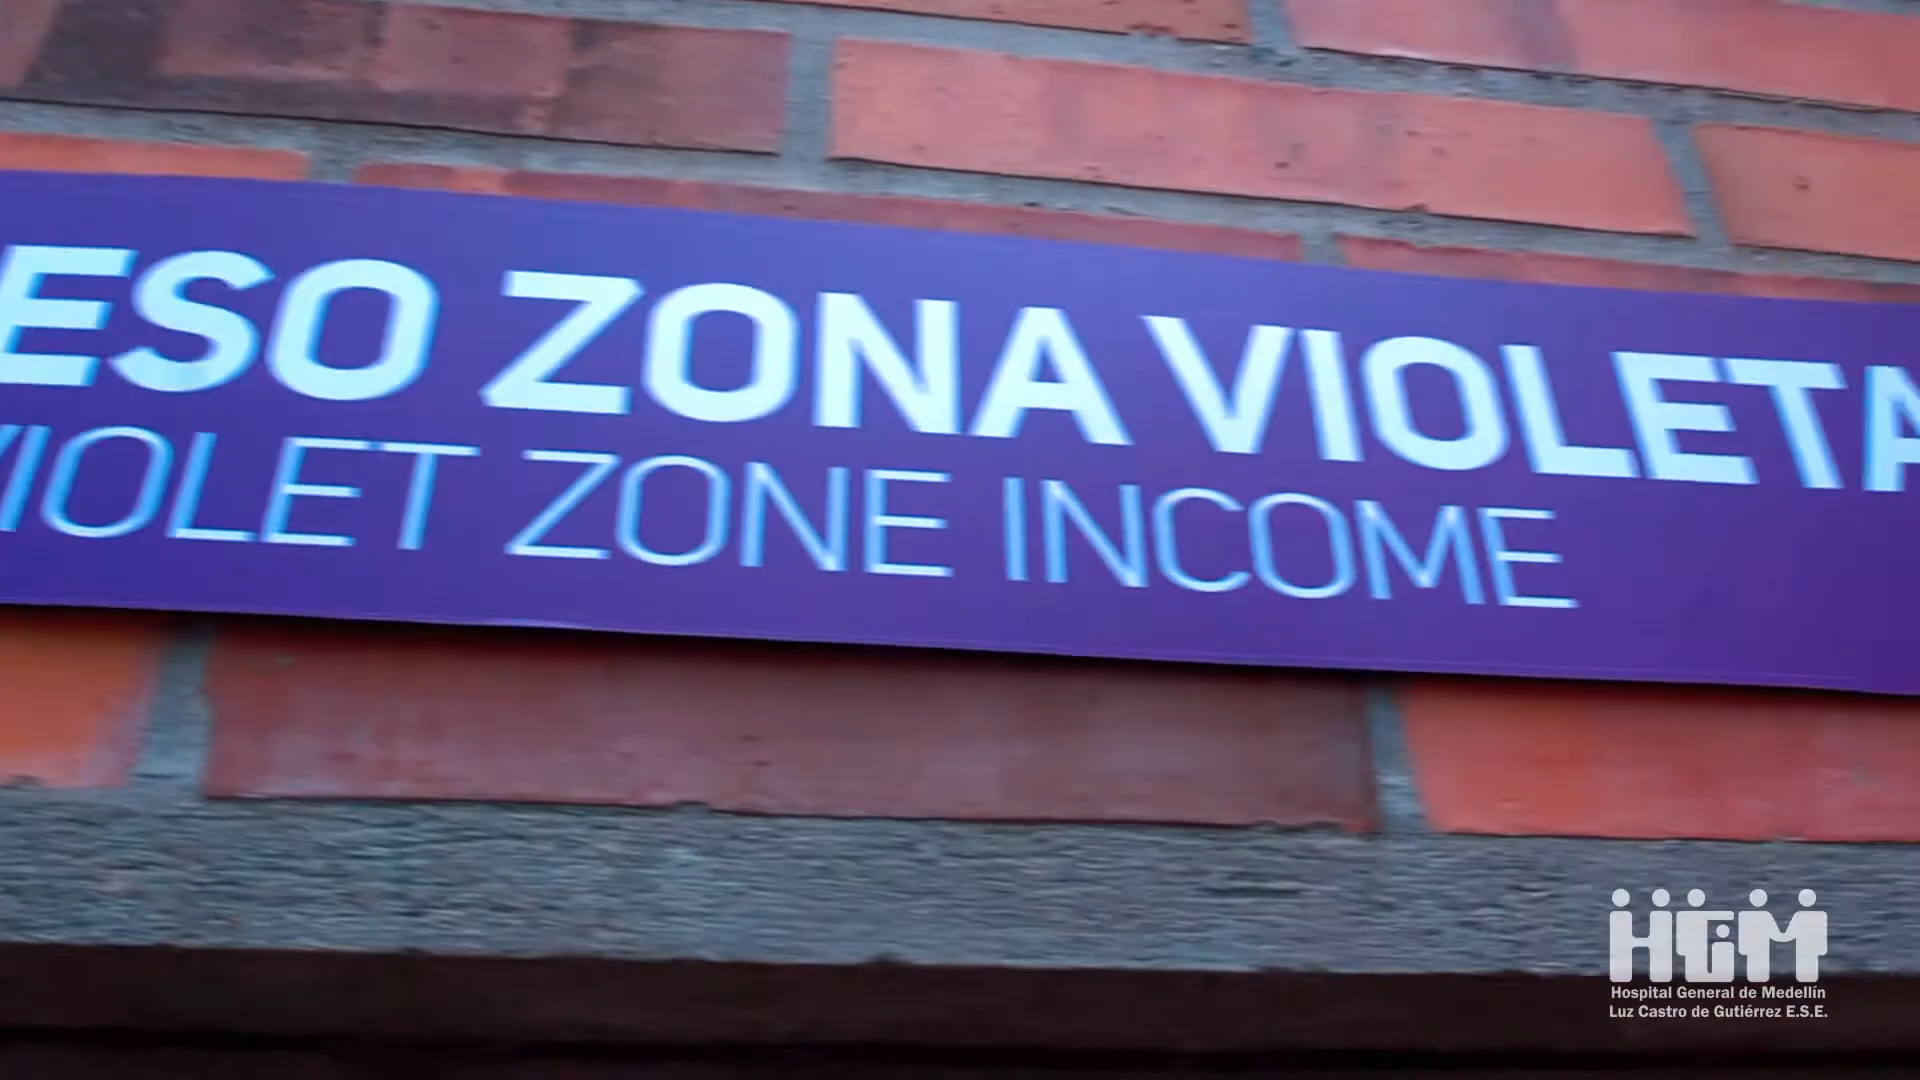 ESO ZONA VIOLETA
VIOLET ZONE INCOME
HGM
Hospital General de Medellín
Luz Castro de Gutiérrez E.S.E.